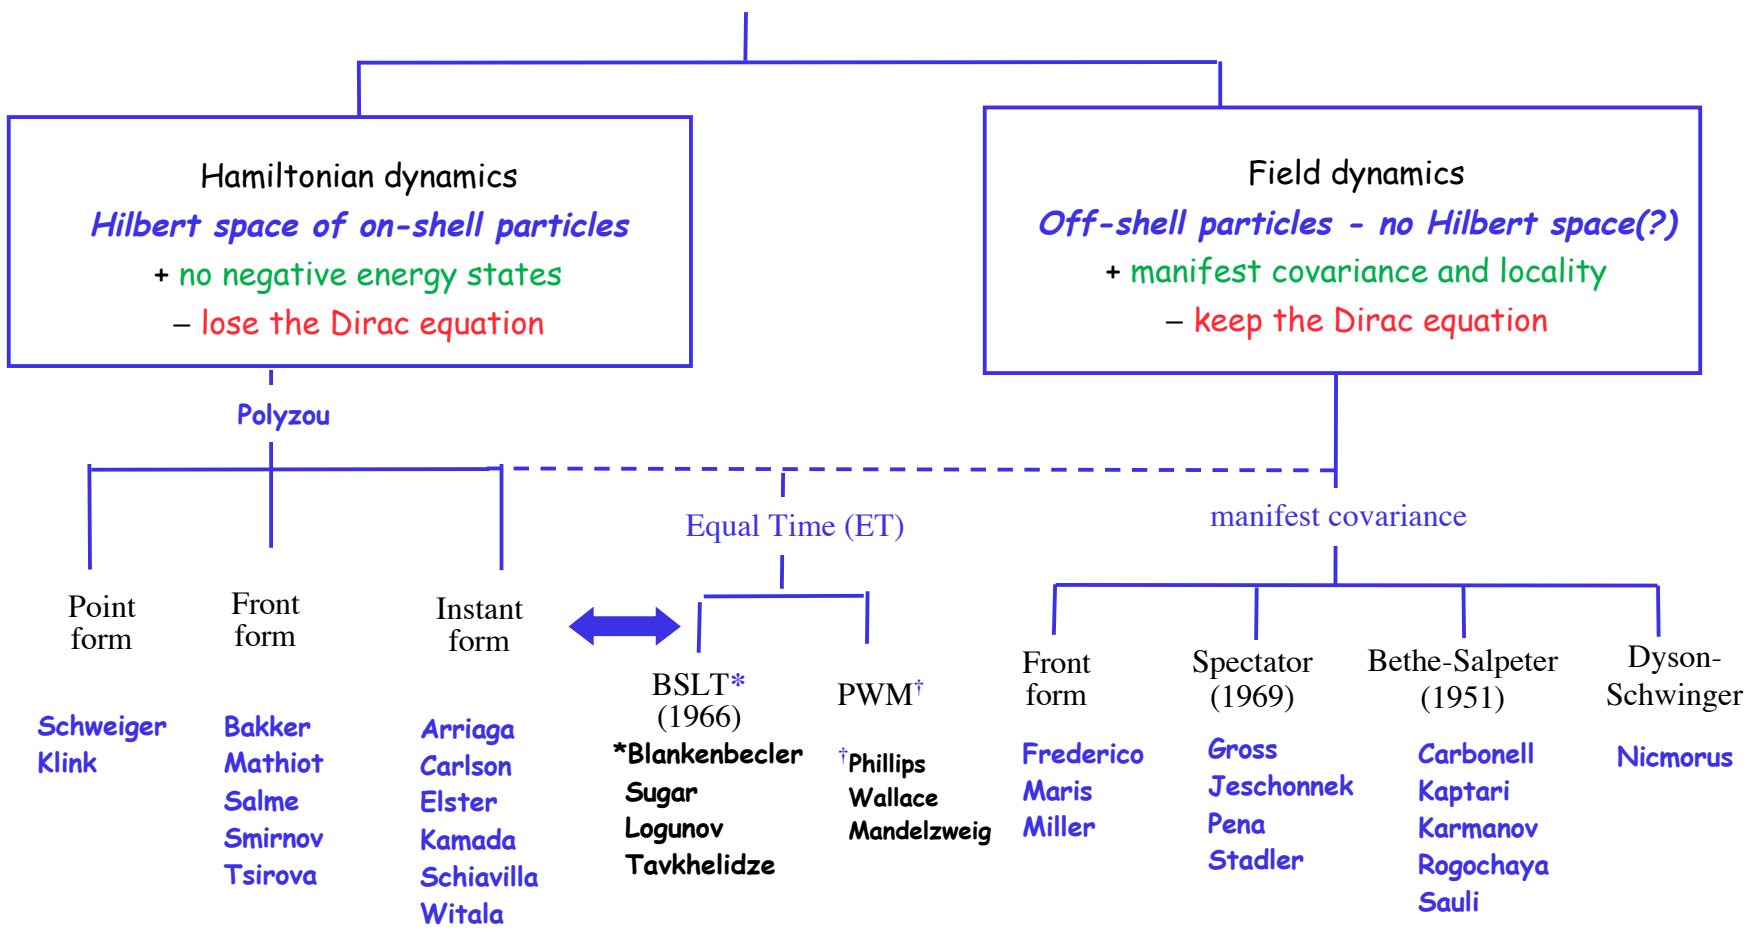 Hamiltonian dynamics
Hilbert space of on-shell particles
+ no negative energy states
– lose the Dirac equation
Field dynamics
Off-shell particles - no Hilbert space(?)
+ manifest covariance and locality
– keep the Dirac equation
Polyzou
Equal Time (ET)
manifest covariance
Point
form
Schweiger
Klink
Front
form
Bakker
Mathiot
Salme
Smirnov
Tsirova
Instant
form
Arriaga
Carlson
Elster
Kamada
Schiavilla
Witala
BSLT*
(1966)
*Blankenbecler
Sugar
Logunov
Tavkhelidze
PWM†
†Phillips
Wallace
Mandelzweig
Front
form
Frederico
Maris
Miller
Spectator
(1969)
Gross
Jeschonnek
Pena
Stadler
Bethe-Salpeter
(1951)
Carbonell
Kaptari
Karmanov
Rogochaya
Sauli
Dyson-
Schwinger
Nicmorus